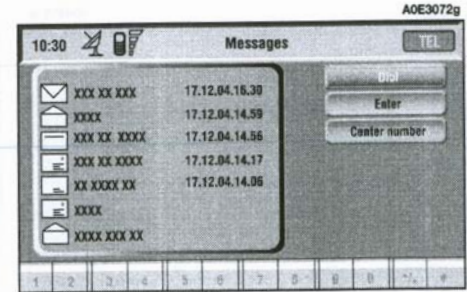 A0E3072g
10:30 Messages TEL
xxx xx xxx 17.12.04.15.30
xxxx 17.12.04.14.59
xxx xx xxxx 17.12.04.14.56
xxx xx xxxx 17.12.04.14.17
xx xxxx xx 17.12.04.14.06
xxxx
xxxx xxx xx
Dial
Enter
Center number
1 2 3 4 5 6 7 8 9 0 */. #